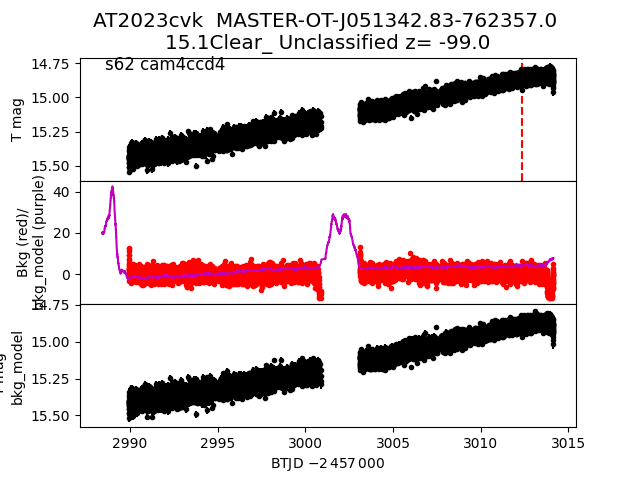 AT2023cvk MASTER-OT-J051342.83-762357.0
15.1Clear_ Unclassified z= -99.0
s62 cam4ccd4
T mag
14.75
15.00
15.25
15.50
Bkg (red)/
bkg_model (purple)
40
20
0
bkg_model
14.75
15.00
15.25
15.50
2990 2995 3000 3005 3010 3015
BTJD −2 457 000